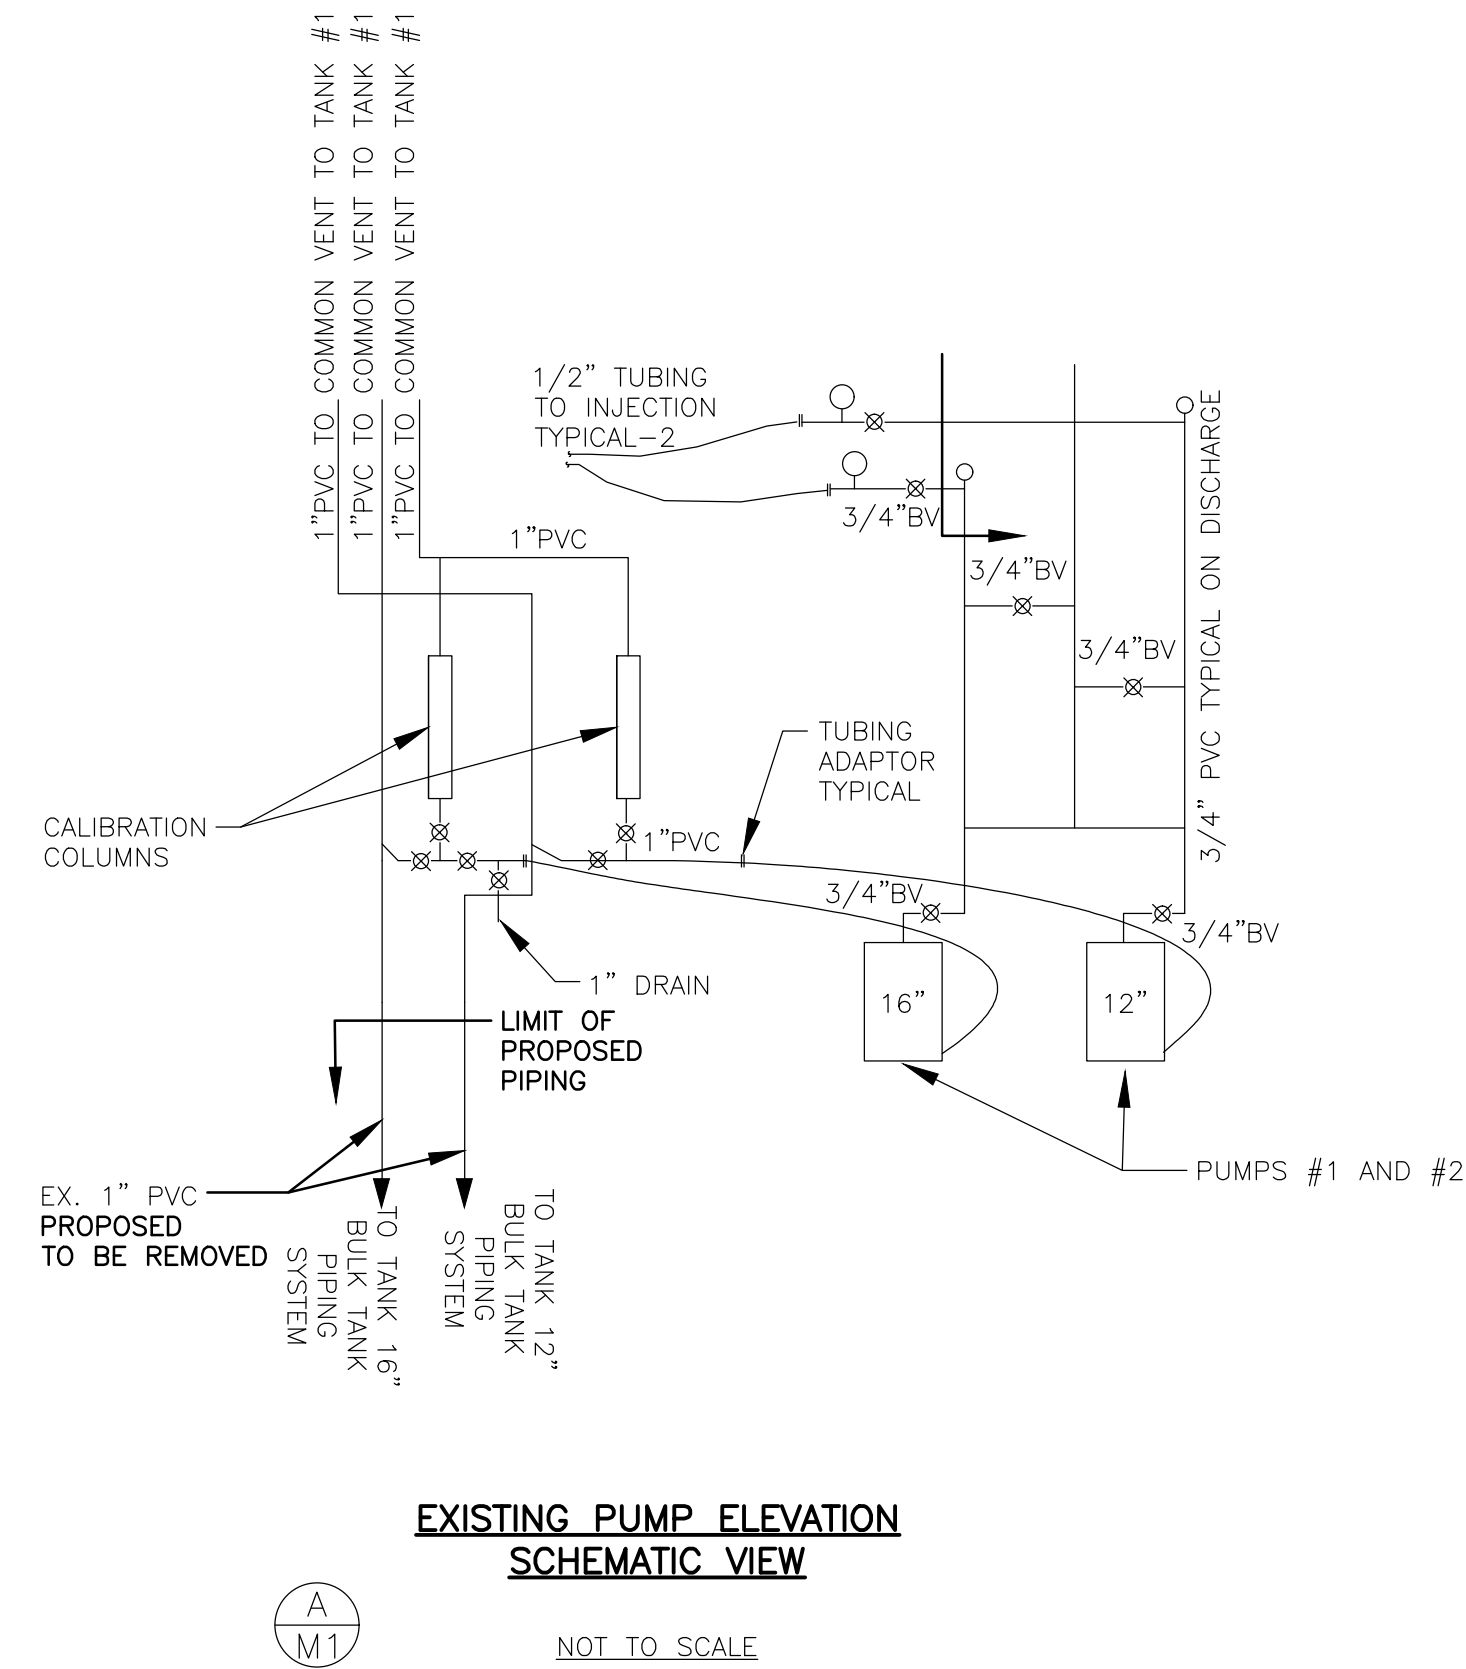 1”PVC TO COMMON VENT TO TANK #1
1”PVC TO COMMON VENT TO TANK #1
1”PVC TO COMMON VENT TO TANK #1
1/2” TUBING
TO INJECTION
TYPICAL-2
3/4”BV
1”PVC
3/4”BV
3/4”BV
3/4” PVC TYPICAL ON DISCHARGE
TUBING
ADAPTOR
TYPICAL
CALIBRATION
COLUMNS
1”PVC
3/4”BV
3/4”BV
1” DRAIN
16”
12”
LIMIT OF
PROPOSED
PIPING
PUMPS #1 AND #2
EX. 1” PVC
PROPOSED
TO BE REMOVED
TO TANK 16”
BULK TANK
PIPING
SYSTEM
TO TANK 12”
BULK TANK
PIPING
SYSTEM
EXISTING PUMP ELEVATION
SCHEMATIC VIEW
A
M1
NOT TO SCALE